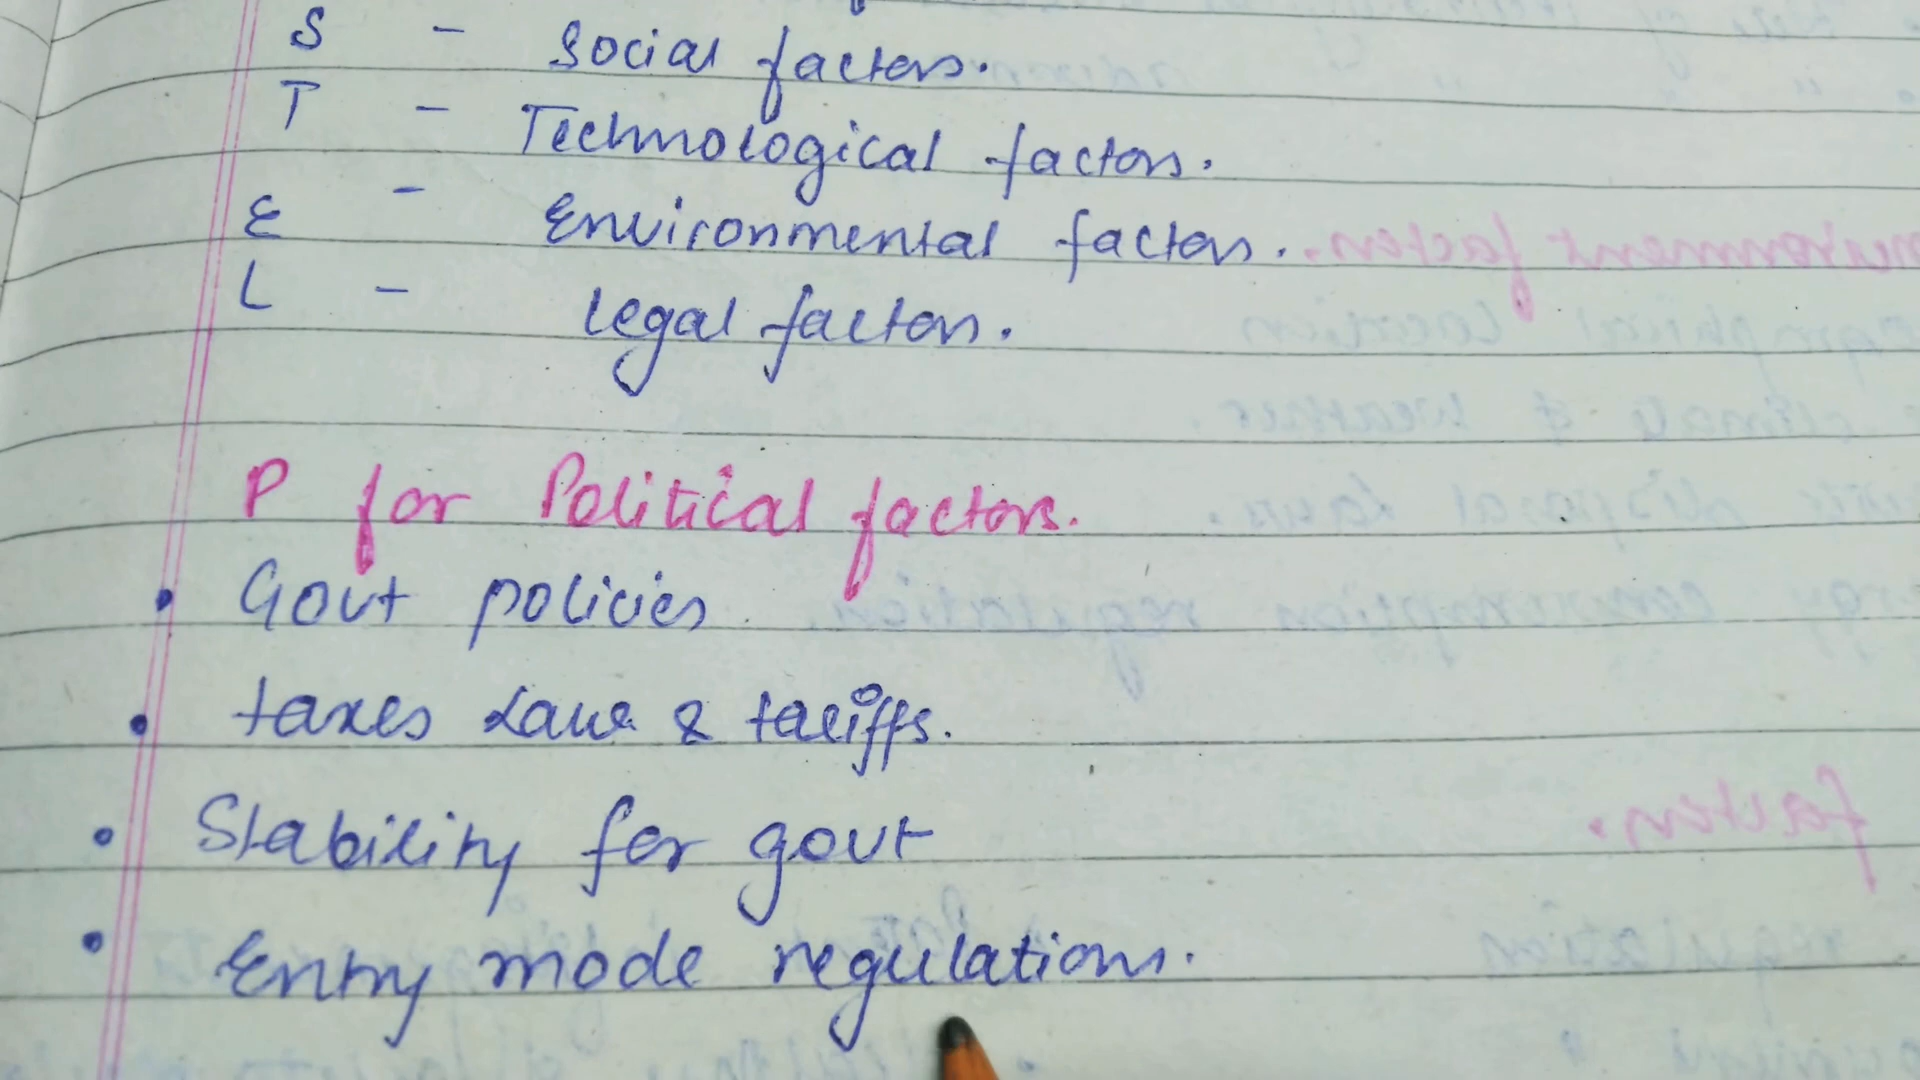 S - Social factors.
T - Technological factors.
E - Environmental factors.
L - Legal factors.
P for Political factors.
• Govt policies.
• taxes Laws & tariffs.
• Stability for govt
• Entry mode regulations.